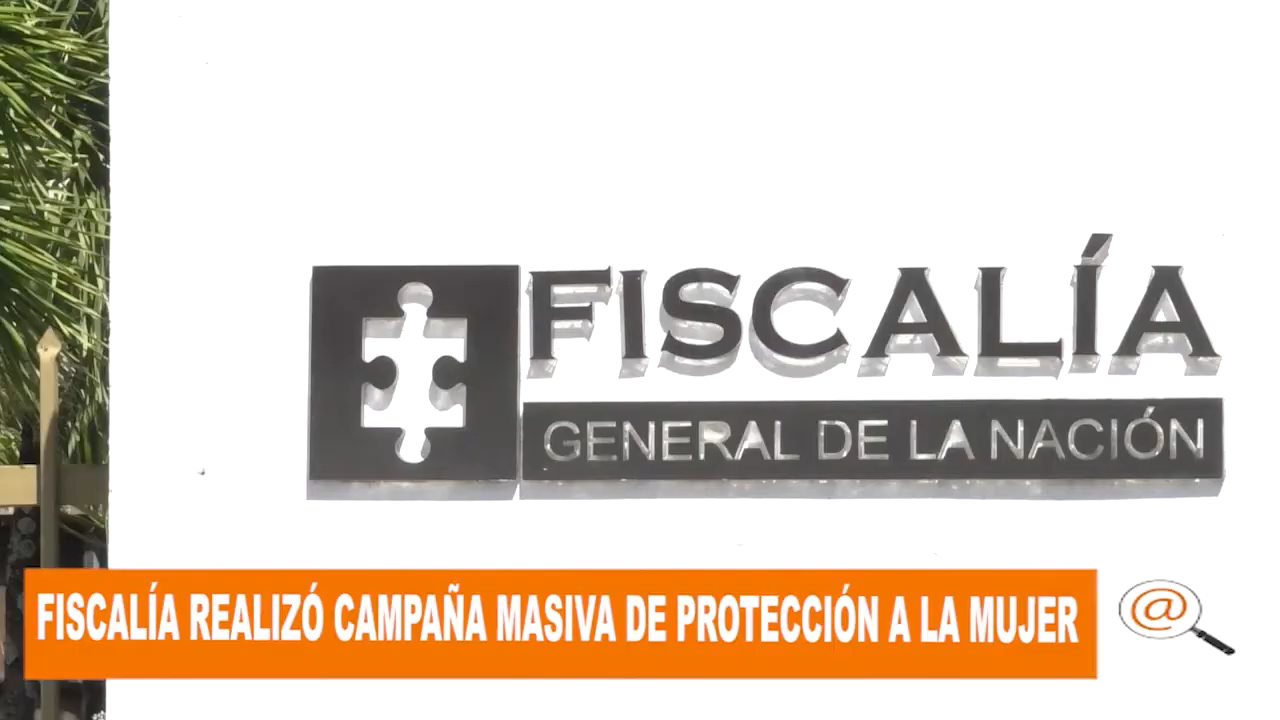 FISCALÍA
GENERAL DE LA NACIÓN
FISCALÍA REALIZÓ CAMPAÑA MASIVA DE PROTECCIÓN A LA MUJER
@